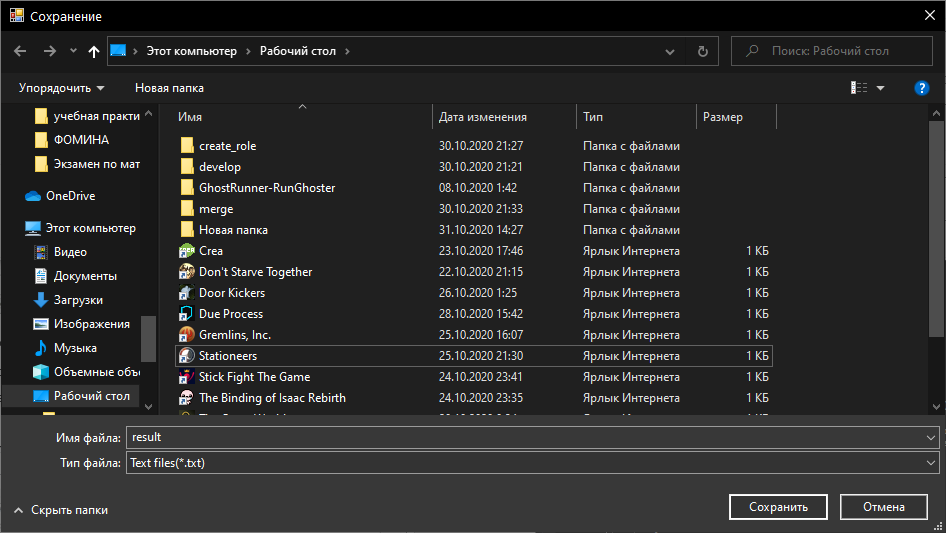 Сохранение
Этот компьютер Рабочий стол
Поиск: Рабочий стол
Упорядочить Новая папка
Имя Дата изменения Тип Размер
учебная практи
ФОМИНА
Экзамен по мат
OneDrive
Этот компьютер
Видео
Документы
Загрузки
Изображения
Музыка
Объемные объ
Рабочий стол
create_role 30.10.2020 21:27 Папка с файлами
develop 30.10.2020 21:21 Папка с файлами
GhostRunner-RunGhoster 08.10.2020 1:42 Папка с файлами
merge 30.10.2020 21:33 Папка с файлами
Новая папка 31.10.2020 14:27 Папка с файлами
Crea 23.10.2020 17:46 Ярлык Интернета 1 КБ
Don't Starve Together 22.10.2020 21:15 Ярлык Интернета 1 КБ
Door Kickers 26.10.2020 1:25 Ярлык Интернета 1 КБ
Due Process 28.10.2020 15:42 Ярлык Интернета 1 КБ
Gremlins, Inc. 25.10.2020 16:07 Ярлык Интернета 1 КБ
Stationeers 25.10.2020 21:30 Ярлык Интернета 1 КБ
Stick Fight The Game 24.10.2020 23:41 Ярлык Интернета 1 КБ
The Binding of Isaac Rebirth 24.10.2020 23:35 Ярлык Интернета 1 КБ
Имя файла: result
Тип файла: Text files(*.txt)
Скрыть папки
Сохранить Отмена